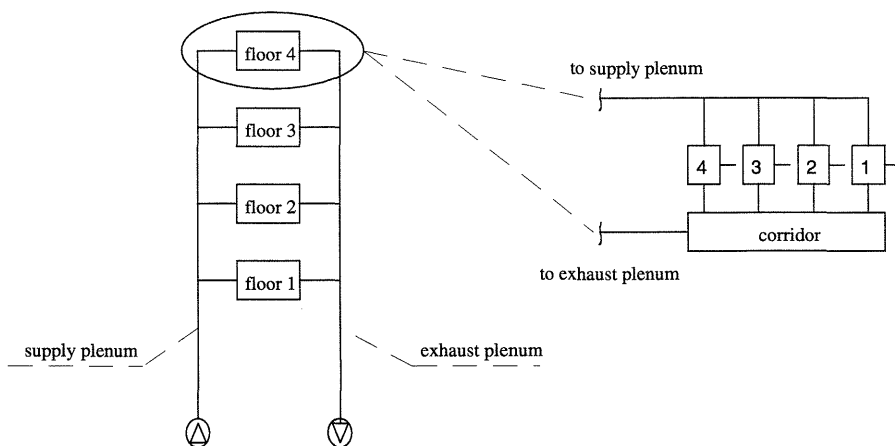 floor 4
floor 3
floor 2
floor 1
supply plenum
exhaust plenum
to supply plenum
4 3 2 1
corridor
to exhaust plenum